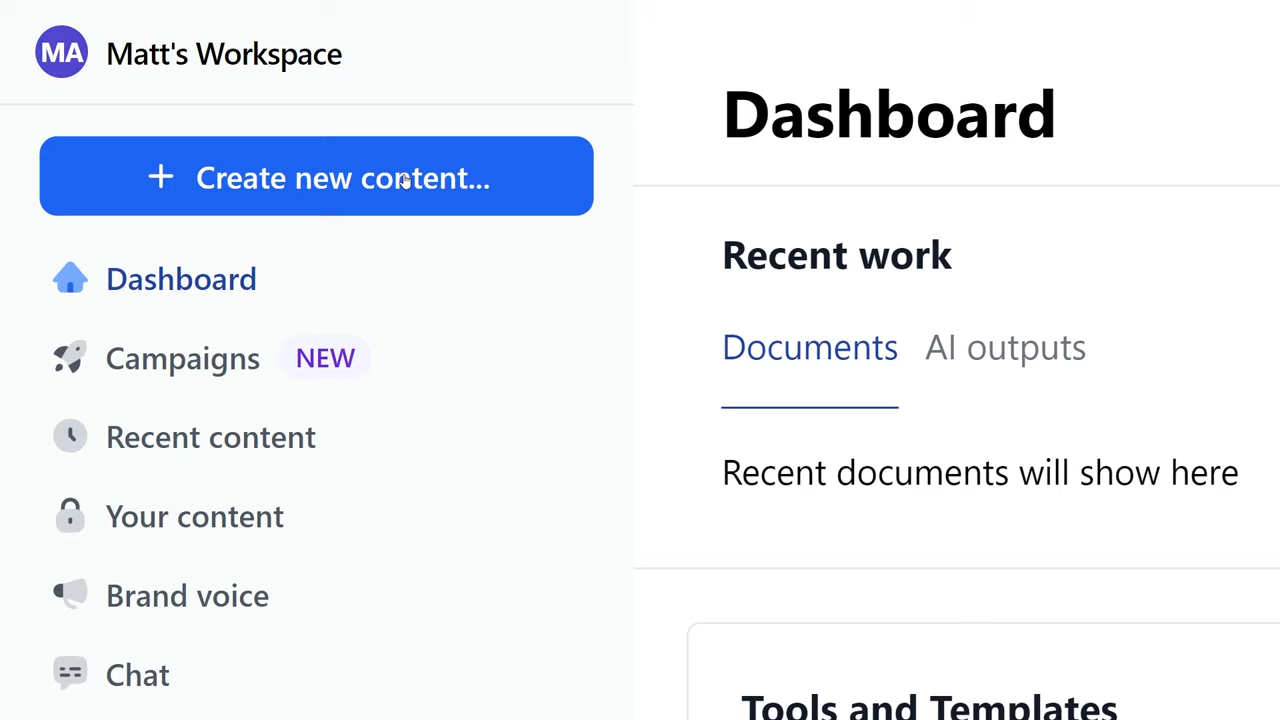 MA Matt's Workspace
+ Create new content...
Dashboard
Campaigns NEW
Recent content
Your content
Brand voice
Chat
Dashboard
Recent work
Documents AI outputs
Recent documents will show here
Tools and Templates